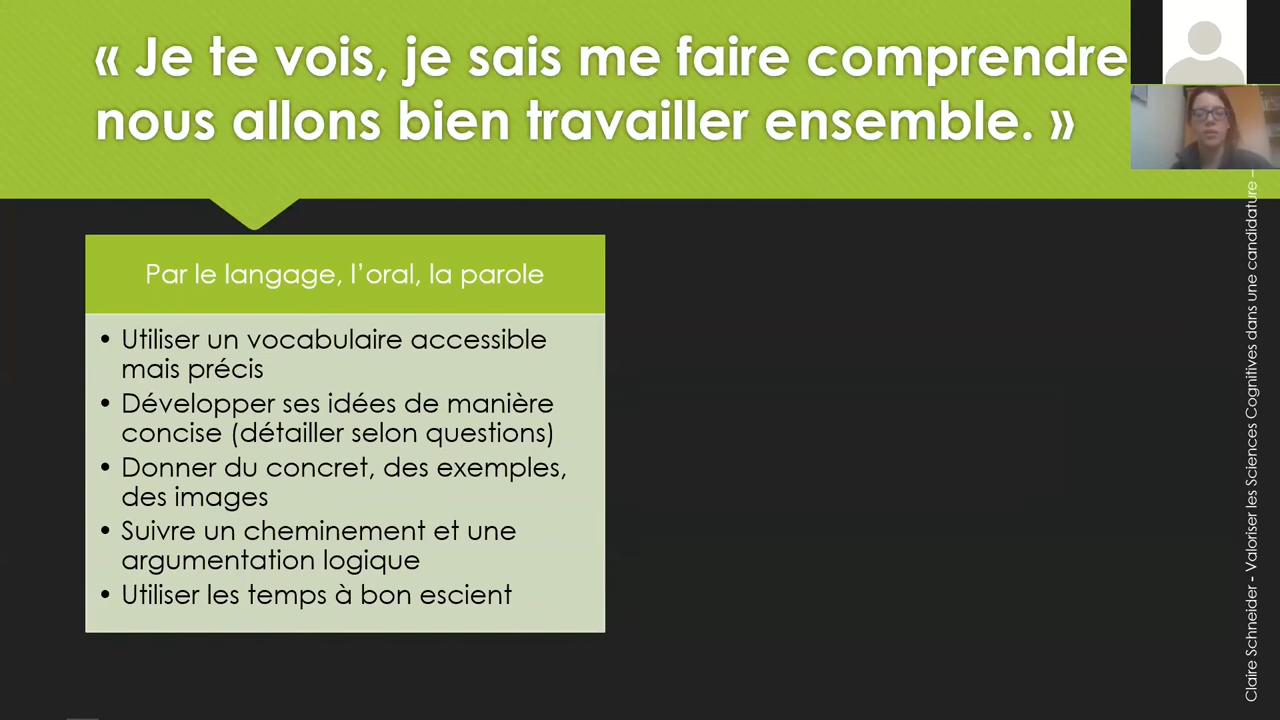 « Je te vois, je sais me faire comprendre
nous allons bien travailler ensemble. »
Par le langage, l’oral, la parole
• Utiliser un vocabulaire accessible
mais précis
• Développer ses idées de manière
concise (détailler selon questions)
• Donner du concret, des exemples,
des images
• Suivre un cheminement et une
argumentation logique
• Utiliser les temps à bon escient
Claire Schneider - Valoriser les Sciences Cognitives dans une candidature –